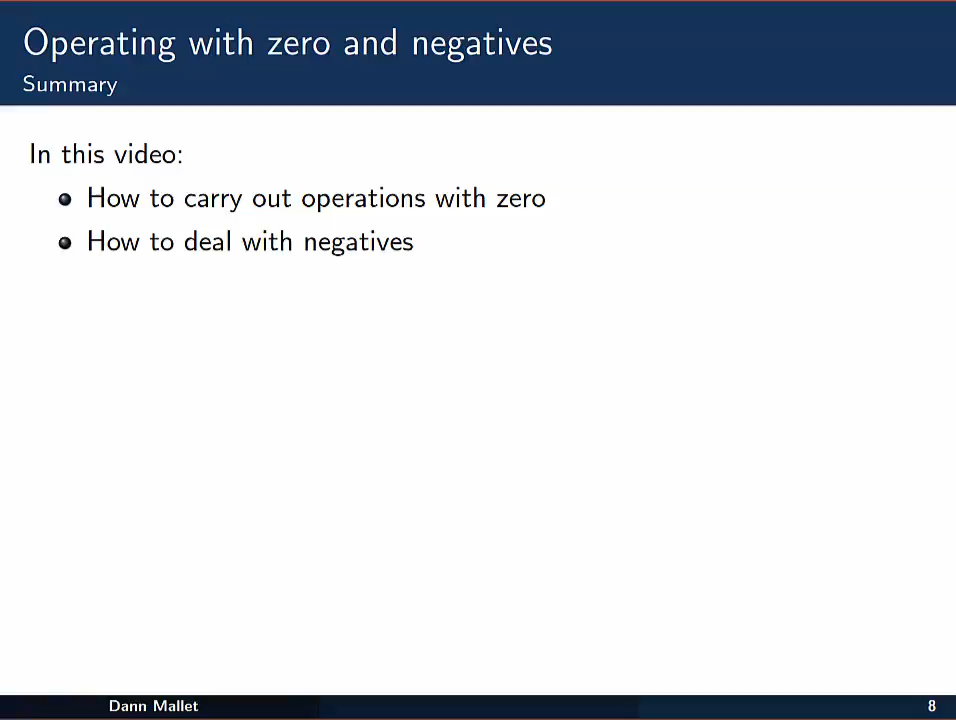 Operating with zero and negatives
Summary
In this video:
How to carry out operations with zero
How to deal with negatives
Dann Mallet
8